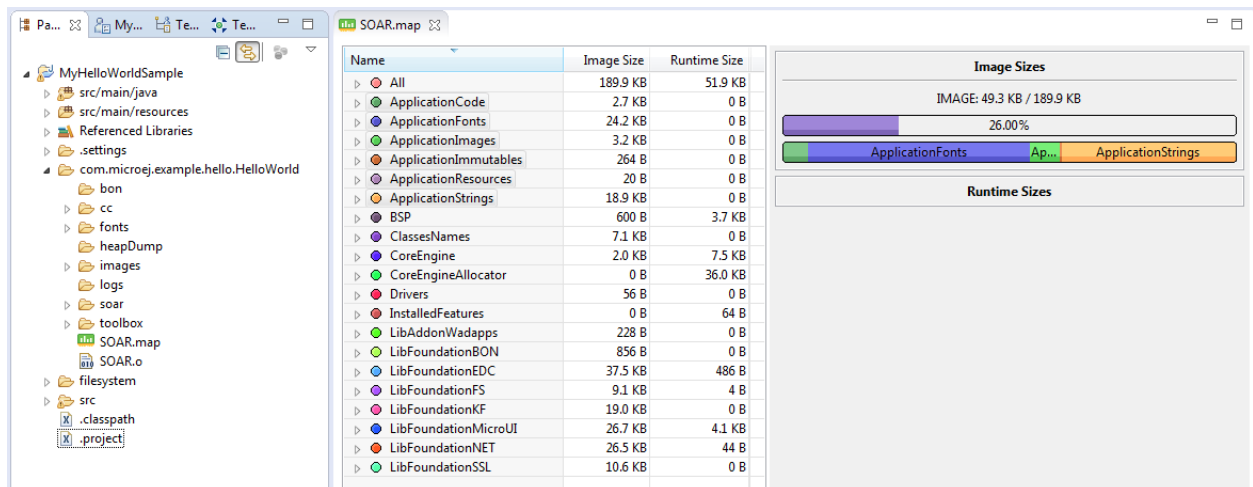 Pa... My... Te... Te...
MyHelloWorldSample
src/main/java
src/main/resources
Referenced Libraries
.settings
com.microej.example.hello.HelloWorld
bon
cc
fonts
heapDump
images
logs
soar
toolbox
SOAR.map
SOAR.o
filesystem
src
.classpath
.project
SOAR.map
Name Image Size Runtime Size
All 189.9 KB 51.9 KB
ApplicationCode 2.7 KB 0 B
ApplicationFonts 24.2 KB 0 B
ApplicationImages 3.2 KB 0 B
ApplicationImmutables 264 B 0 B
ApplicationResources 20 B 0 B
ApplicationStrings 18.9 KB 0 B
BSP 600 B 3.7 KB
ClassesNames 7.1 KB 0 B
CoreEngine 2.0 KB 7.5 KB
CoreEngineAllocator 0 B 36.0 KB
Drivers 56 B 0 B
InstalledFeatures 0 B 64 B
LibAddonWadapps 228 B 0 B
LibFoundationBON 856 B 0 B
LibFoundationEDC 37.5 KB 486 B
LibFoundationFS 9.1 KB 4 B
LibFoundationKF 19.0 KB 0 B
LibFoundationMicroUI 26.7 KB 4.1 KB
LibFoundationNET 26.5 KB 44 B
LibFoundationSSL 10.6 KB 0 B
Image Sizes
IMAGE: 49.3 KB / 189.9 KB
26.00%
ApplicationFonts Ap... ApplicationStrings
Runtime Sizes